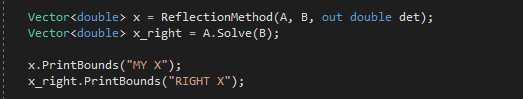 Vector<double> x = ReflectionMethod(A, B, out double det);
Vector<double> x_right = A.Solve(B);
x.PrintBounds("MY X");
x_right.PrintBounds("RIGHT X");